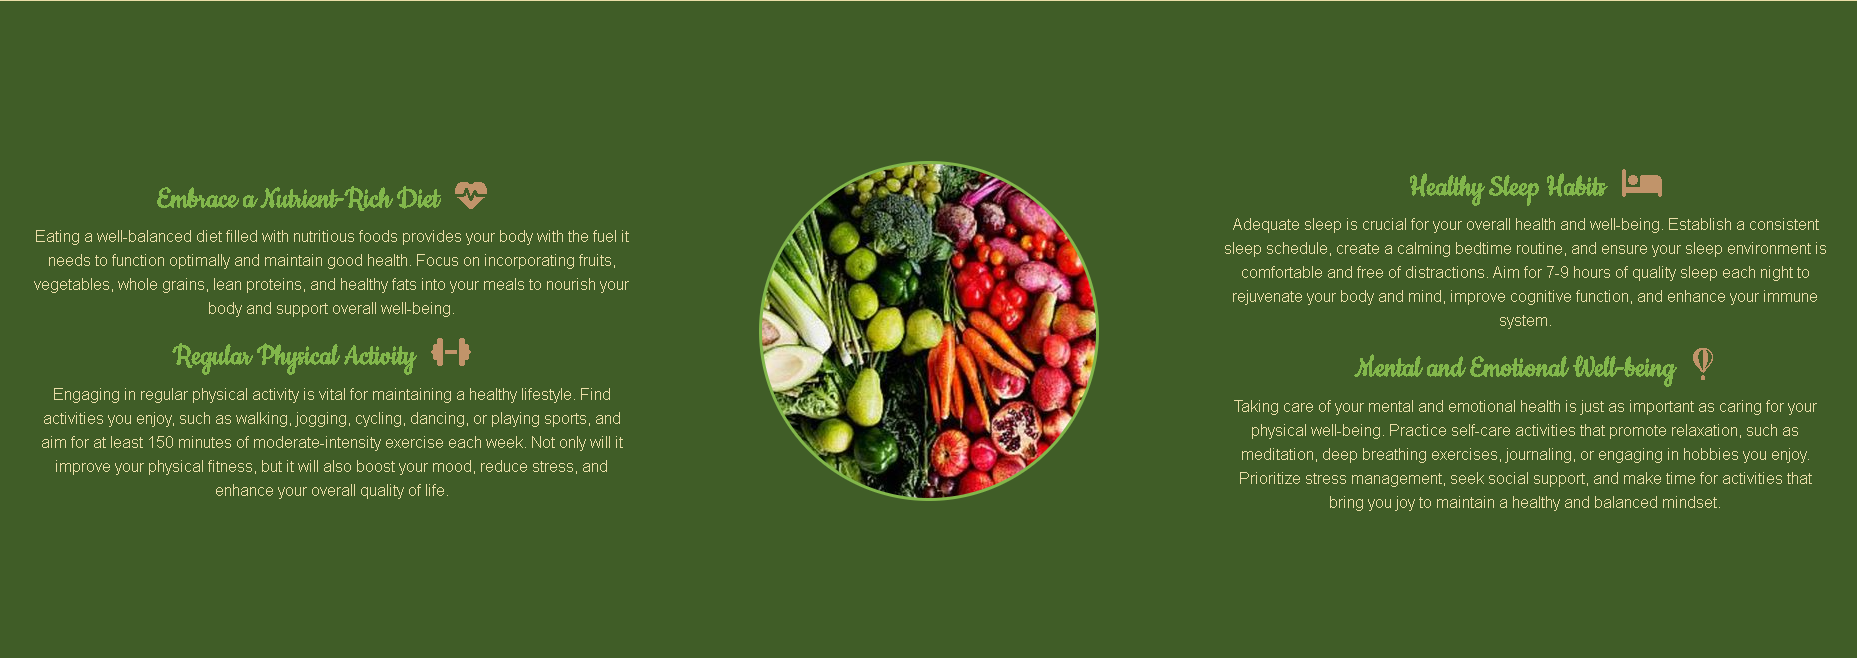 Embrace a Nutrient-Rich Diet
Eating a well-balanced diet filled with nutritious foods provides your body with the fuel it
needs to function optimally and maintain good health. Focus on incorporating fruits,
vegetables, whole grains, lean proteins, and healthy fats into your meals to nourish your
body and support overall well-being.
Regular Physical Activity
Engaging in regular physical activity is vital for maintaining a healthy lifestyle. Find
activities you enjoy, such as walking, jogging, cycling, dancing, or playing sports, and
aim for at least 150 minutes of moderate-intensity exercise each week. Not only will it
improve your physical fitness, but it will also boost your mood, reduce stress, and
enhance your overall quality of life.
Healthy Sleep Habits
Adequate sleep is crucial for your overall health and well-being. Establish a consistent
sleep schedule, create a calming bedtime routine, and ensure your sleep environment is
comfortable and free of distractions. Aim for 7-9 hours of quality sleep each night to
rejuvenate your body and mind, improve cognitive function, and enhance your immune
system.
Mental and Emotional Well-being
Taking care of your mental and emotional health is just as important as caring for your
physical well-being. Practice self-care activities that promote relaxation, such as
meditation, deep breathing exercises, journaling, or engaging in hobbies you enjoy.
Prioritize stress management, seek social support, and make time for activities that
bring you joy to maintain a healthy and balanced mindset.